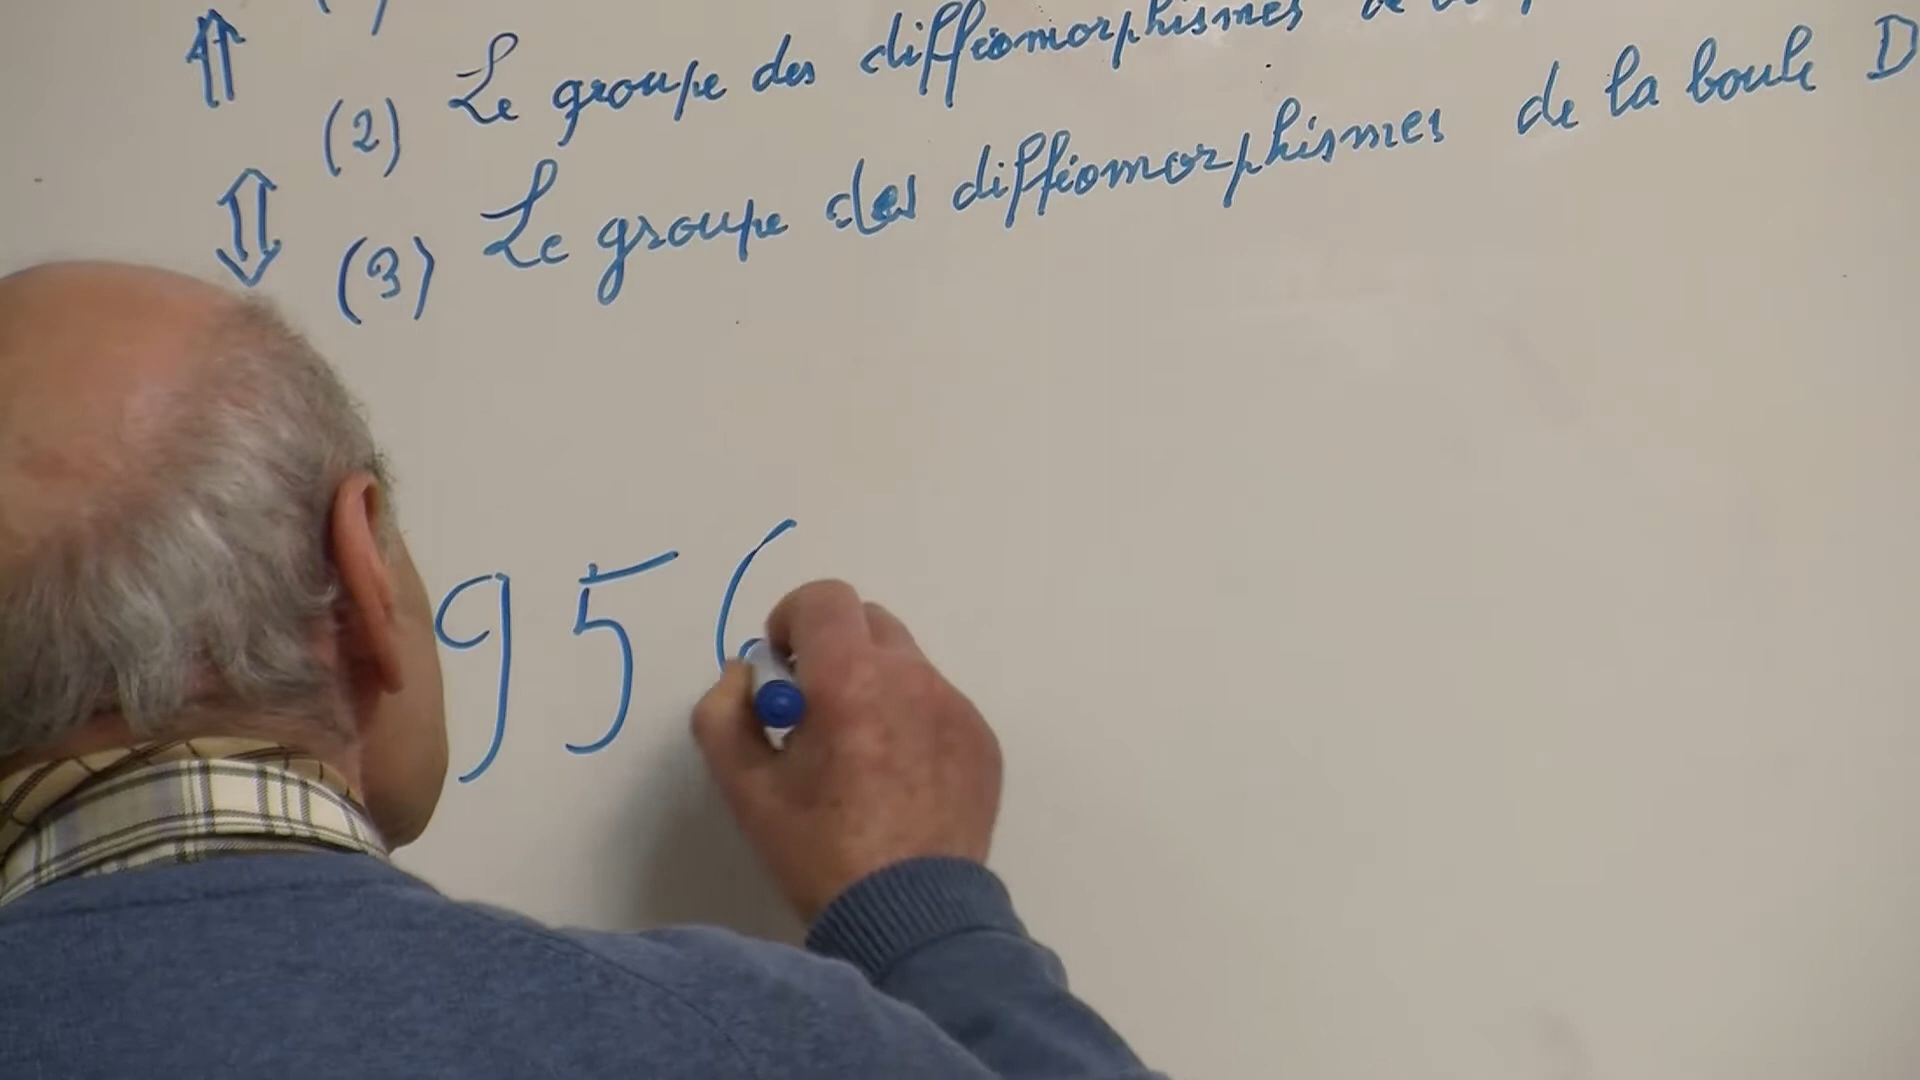 (2) Le groupe des difféomorphismes de la
(3) Le groupe des difféomorphismes de la boule D
956